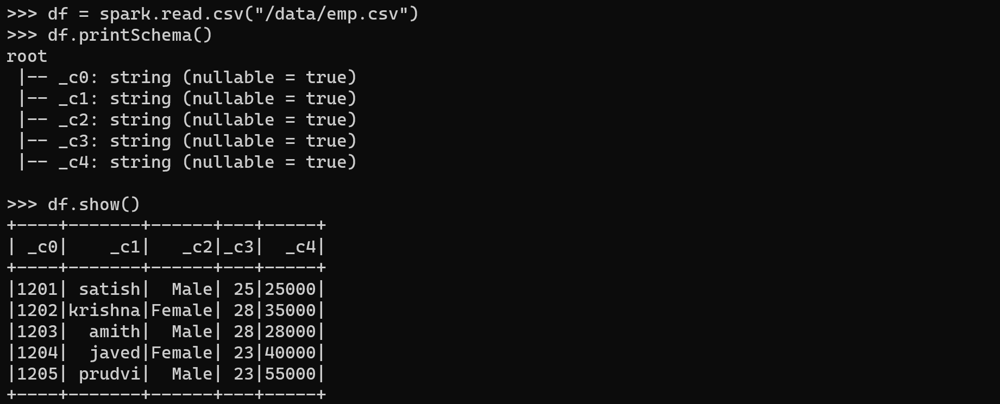 >>> df = spark.read.csv("/data/emp.csv")
>>> df.printSchema()
root
 |-- _c0: string (nullable = true)
 |-- _c1: string (nullable = true)
 |-- _c2: string (nullable = true)
 |-- _c3: string (nullable = true)
 |-- _c4: string (nullable = true)

>>> df.show()
+----+-------+------+---+-----+
| _c0|    _c1|   _c2|_c3|  _c4|
+----+-------+------+---+-----+
|1201| satish|  Male| 25|25000|
|1202|krishna|Female| 28|35000|
|1203|  amith|  Male| 28|28000|
|1204|  javed|Female| 23|40000|
|1205| prudvi|  Male| 23|55000|
+----+-------+------+---+-----+